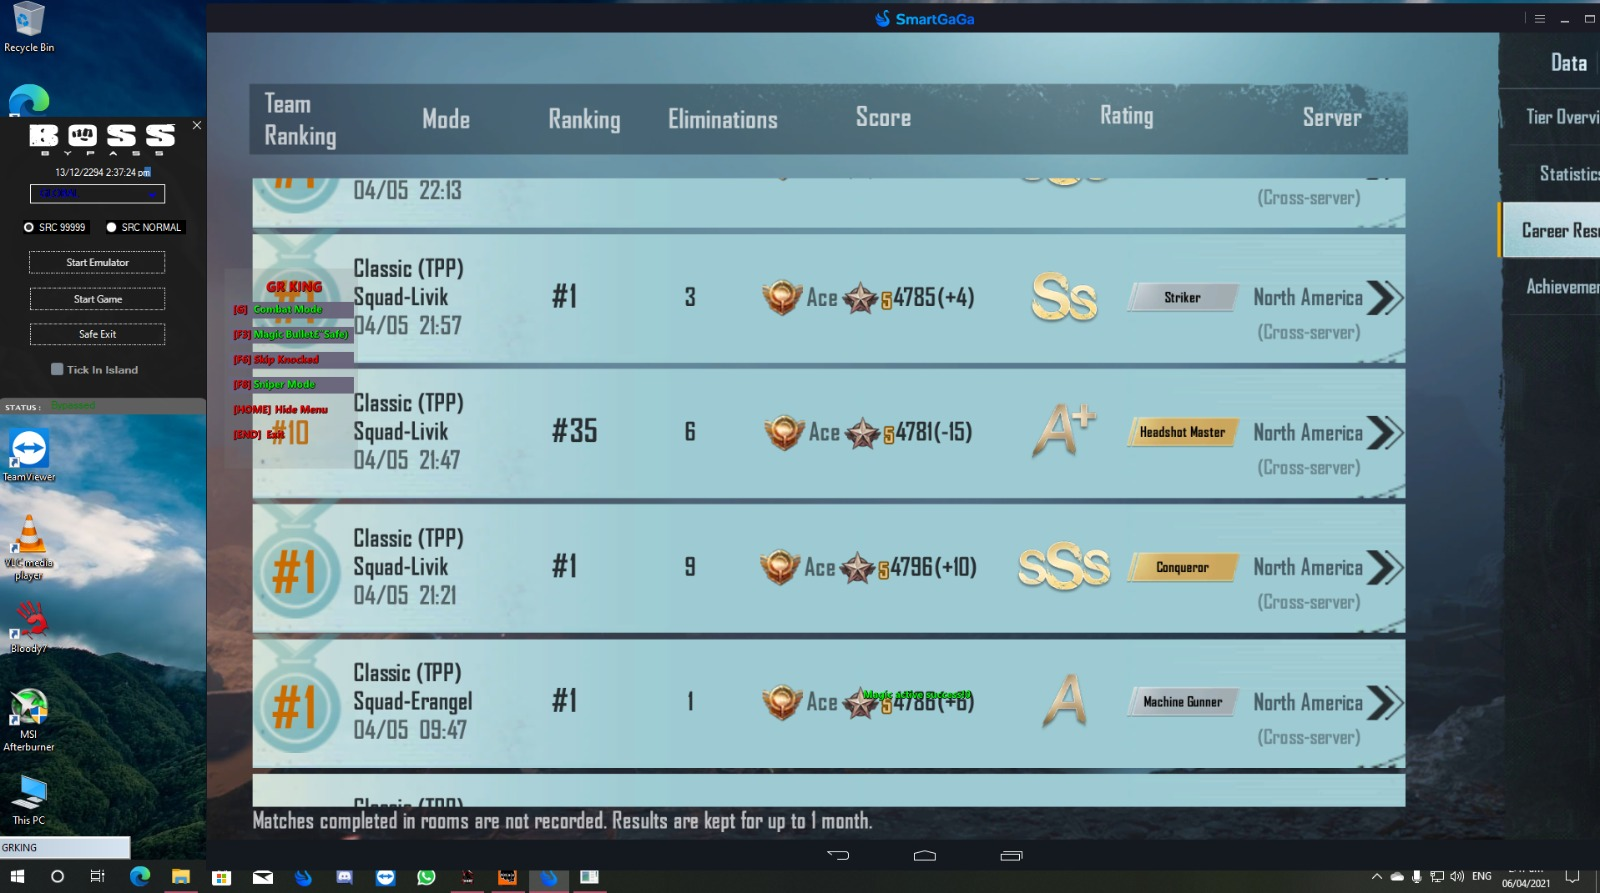 Recycle Bin
BOSS
BYPASS
13/12/2294 2:37:24 pm
SRC 99999
SRC NORMAL
Start Emulator
Start Game
Safe Exit
Tick In Island
STATUS :
TeamViewer
VLC media
player
Bloody7
MSI
Afterburner
This PC
GRKING
SmartGaGa
Team
Ranking
Mode
Ranking
Eliminations
Score
Rating
Server
#1
04/05 22:13
(Cross-server)
GR KING
[G] Combat Mode
[F3] Magic Bullet( Safe)
[F6] Skip Knocked
[F8] Sniper Mode
[HOME] Hide Menu
[END] Exit
Classic (TPP)
Squad-Livik
04/05 21:57
#1
3
Ace
5
4785(+4)
SS
Striker
North America
(Cross-server)
#10
Classic (TPP)
Squad-Livik
04/05 21:47
#35
6
Ace
5
4781(-15)
A+
Headshot Master
North America
(Cross-server)
#1
Classic (TPP)
Squad-Livik
04/05 21:21
#1
9
Ace
5
4796(+10)
SSS
Conqueror
North America
(Cross-server)
#1
Classic (TPP)
Squad-Erangel
04/05 09:47
#1
1
Ace
5
4786(+6)
A
Machine Gunner
North America
(Cross-server)
Classic (TPP)
Matches completed in rooms are not recorded. Results are kept for up to 1 month.
Data
Tier Overvi
Statistics
Career Resu
Achievemen
ENG
06/04/2021